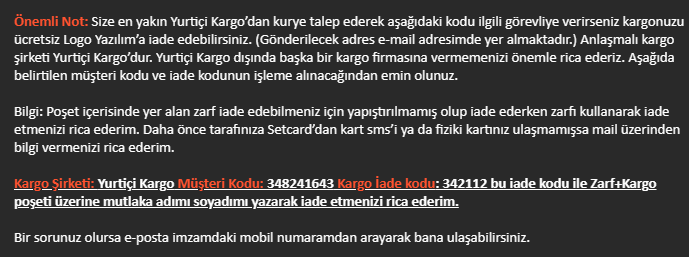 Önemli Not: Size en yakın Yurtiçi Kargo'dan kurye talep ederek aşağıdaki kodu ilgili görevliye verirseniz kargonuzu
ücretsiz Logo Yazılım'a iade edebilirsiniz. (Gönderilecek adres e-mail adresimde yer almaktadır.) Anlaşmalı kargo
şirketi Yurtiçi Kargo'dur. Yurtiçi Kargo dışında başka bir kargo firmasına vermemenizi önemle rica ederiz. Aşağıda
belirtilen müşteri kodu ve iade kodunun işleme alınacağından emin olunuz.
Bilgi: Poşet içerisinde yer alan zarf iade edebilmeniz için yapıştırılmamış olup iade ederken zarfı kullanarak iade
etmenizi rica ederim. Daha önce tarafınıza Setcard'dan kart sms'i ya da fiziki kartınız ulaşmamışsa mail üzerinden
bilgi vermenizi rica ederim.
Kargo Şirketi: Yurtiçi Kargo Müşteri Kodu: 348241643 Kargo İade kodu: 342112 bu iade kodu ile Zarf+Kargo
poşeti üzerine mutlaka adımı soyadımı yazarak iade etmenizi rica ederim.
Bir sorunuz olursa e-posta imzamdaki mobil numaramdan arayarak bana ulaşabilirsiniz.